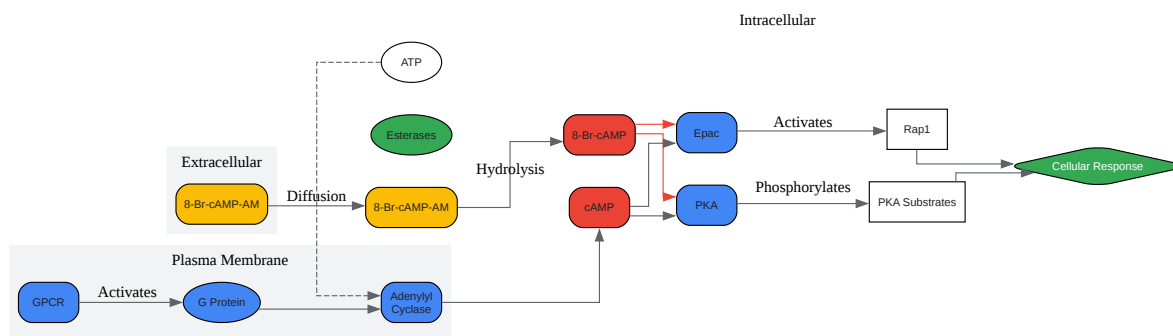 Intracellular
ATP
Esterases
8-Br-cAMP
Epac
Activates
Rap1
Extracellular
Hydrolysis
Cellular Response
8-Br-cAMP-AM
Diffusion
8-Br-cAMP-AM
cAMP
PKA
Phosphorylates
PKA Substrates
Plasma Membrane
GPCR
Activates
G Protein
Adenylyl
Cyclase